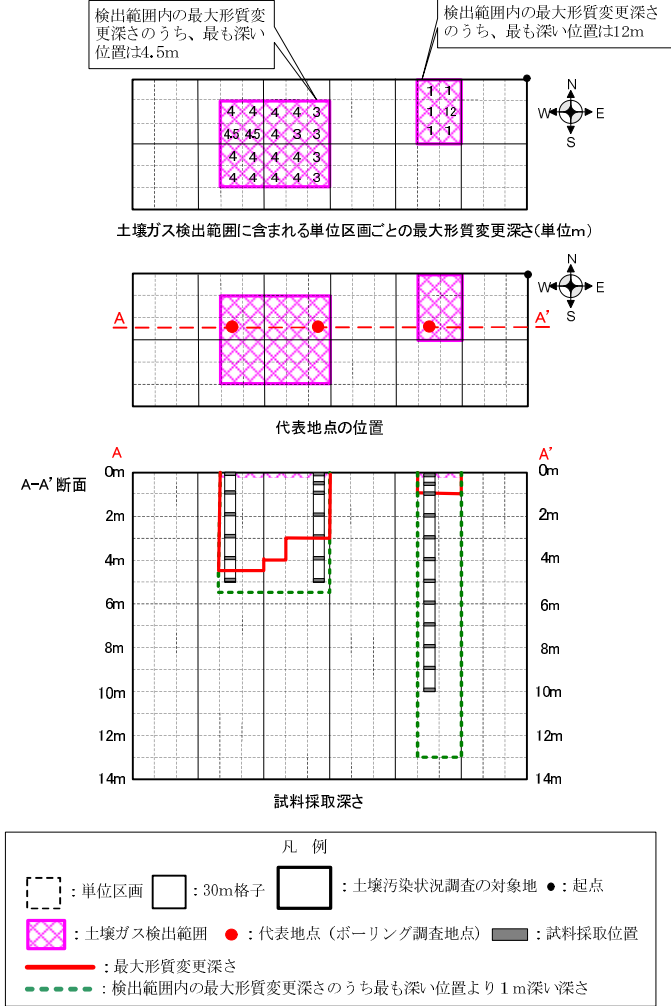 検出範囲内の最大形質変
更深さのうち、最も深い
位置は4.5m
検出範囲内の最大形質変更深さ
のうち、最も深い位置は12m
N
W E
S
4 4 4 4 3
4.5 4.5 4 3 3
4 4 4 4 3
4 4 4 4 3
1 1
1 12
1 1
土壌ガス検出範囲に含まれる単位区画ごとの最大形質変更深さ(単位m)
N
W E
S
A A'
代表地点の位置
A A'
A-A'断面
0m 0m
2m 2m
4m 4m
6m 6m
8m 8m
10m 10m
12m 12m
14m 14m
試料採取深さ
凡 例
：単位区画 ：30m格子 ：土壌汚染状況調査の対象地 ：起点
：土壌ガス検出範囲 ：代表地点（ボーリング調査地点） ：試料採取位置
：最大形質変更深さ
：検出範囲内の最大形質変更深さのうち最も深い位置より１ｍ深い深さ